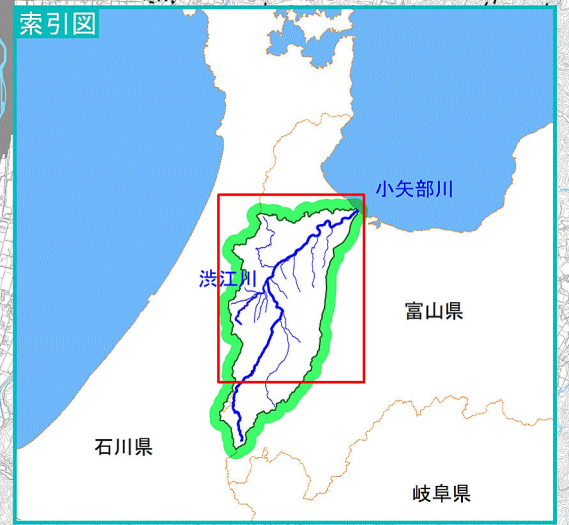 索引図
小矢部川
渋江川
富山県
石川県
岐阜県